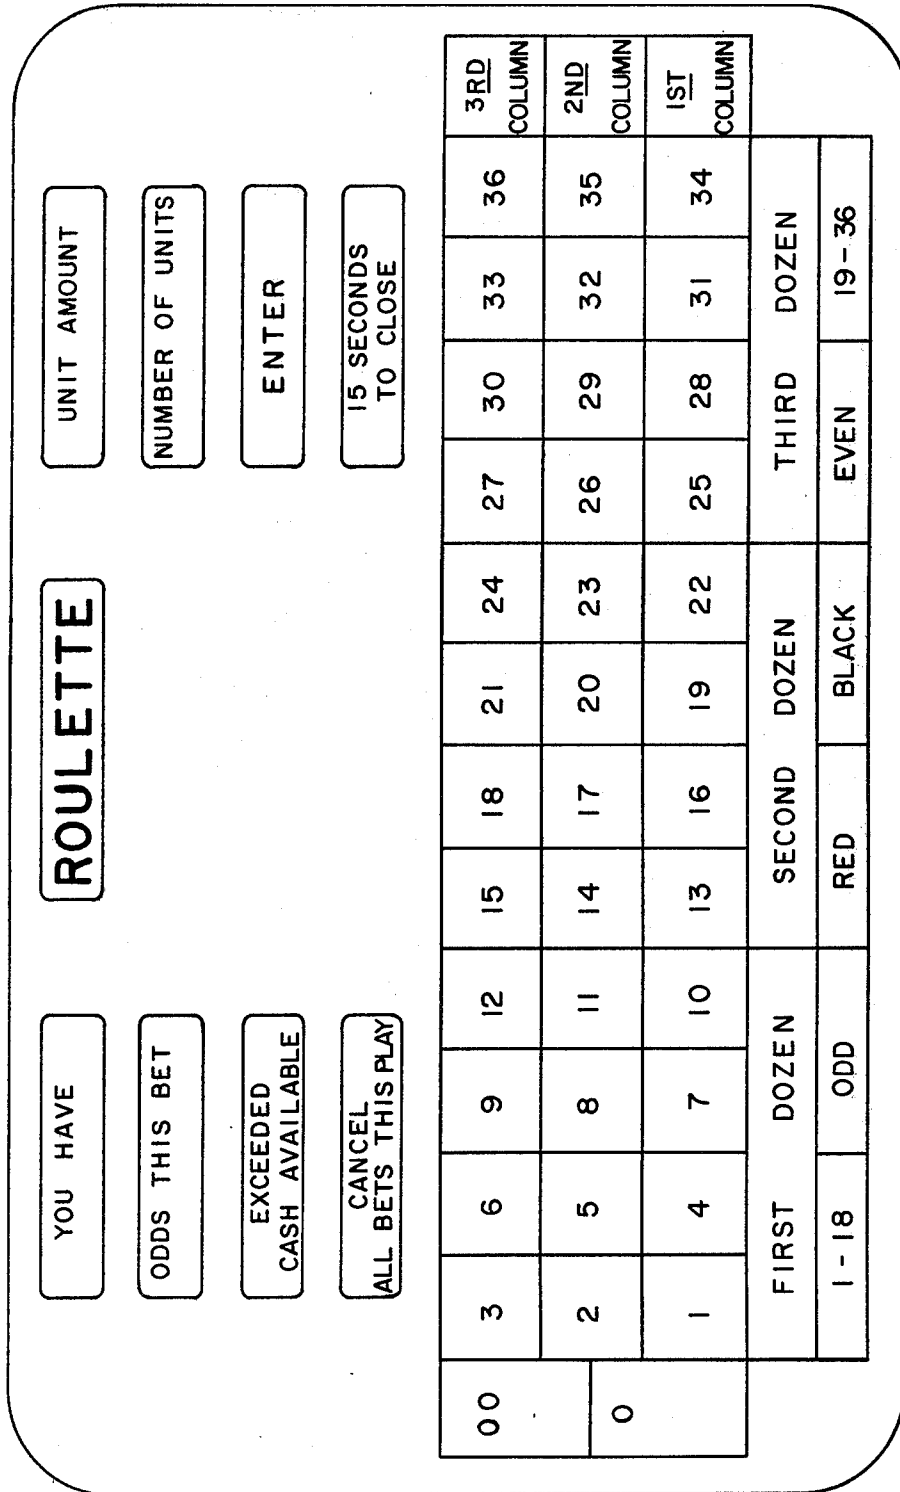 ROULETTE
YOU HAVE
UNIT AMOUNT
ODDS THIS BET
NUMBER OF UNITS
EXCEEDED
CASH AVAILABLE
ENTER
CANCEL
ALL BETS THIS PLAY
15 SECONDS
TO CLOSE
00 3 6 9 12 15 18 21 24 27 30 33 36 3RD COLUMN
0 2 5 8 11 14 17 20 23 26 29 32 35 2ND COLUMN
1 4 7 10 13 16 19 22 25 28 31 34 1ST COLUMN
FIRST DOZEN SECOND DOZEN THIRD DOZEN
1-18 ODD RED BLACK EVEN 19-36